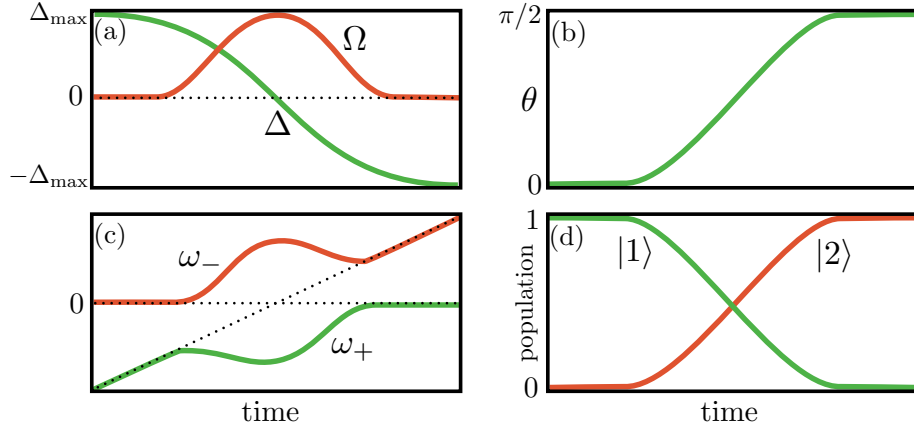 Δmax
(a)
Ω
0
Δ
−Δmax
π/2
(b)
θ
0
(c)
ω−
0
ω+
time
1
(d)
|1⟩
|2⟩
population
0
time